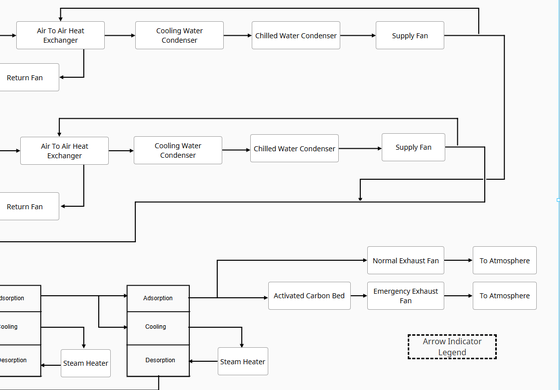 Air To Air Heat
Exchanger
Cooling Water
Condenser
Chilled Water Condenser
Supply Fan
Return Fan
Air To Air Heat
Exchanger
Cooling Water
Condenser
Chilled Water Condenser
Supply Fan
Return Fan
Normal Exhaust Fan
To Atmosphere
Adsorption
Activated Carbon Bed
Emergency Exhaust
Fan
To Atmosphere
Cooling
Desorption
Steam Heater
Steam Heater
Arrow Indicator
Legend